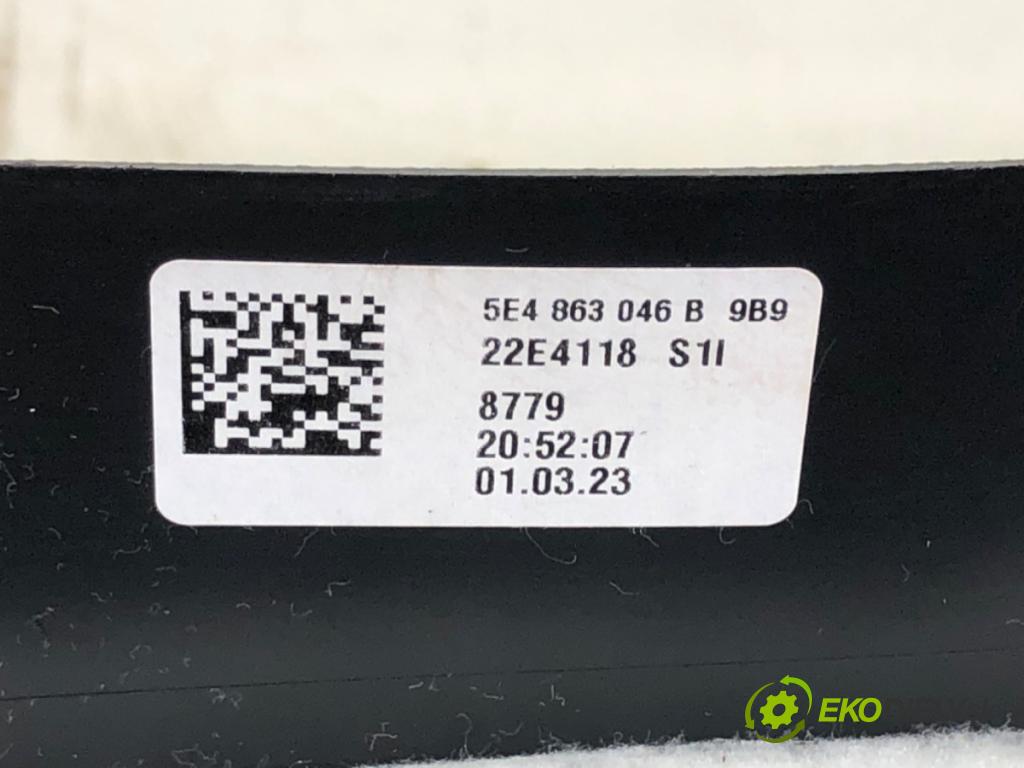 5E4 863 046 B 9B9
22E4118 S1I
8779
20:52:07
01.03.23
EKO